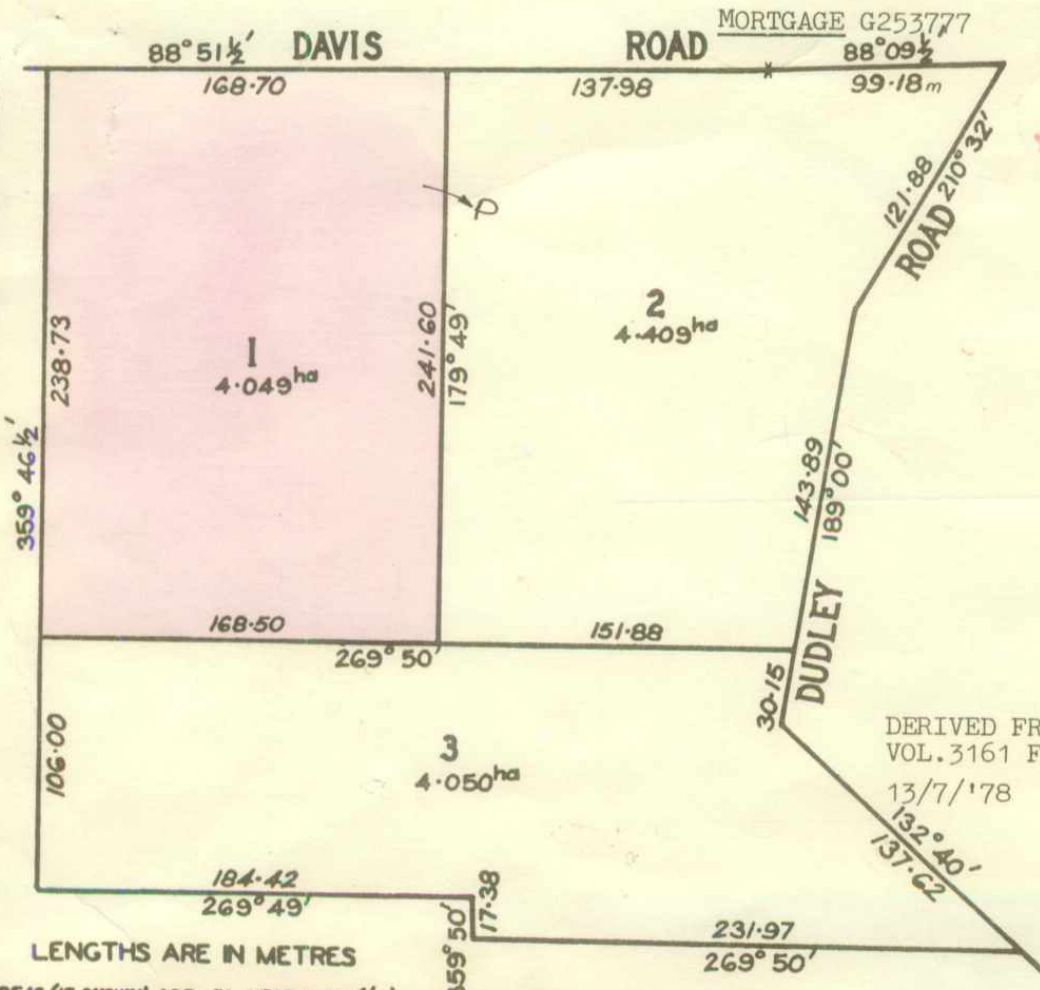 MORTGAGE G253777
88°51½' DAVIS ROAD 88°09½'
168·70 137·98 99·18m
121·88
210°32'
ROAD
P
2
4·409ha
1
4·049ha
238·73
359°46½'
241·60
179°49'
143·89
189°00'
DUDLEY
168·50 151·88
269°50'
30·15
106·00
3
4·050ha
DERIVED
VOL.3161
13/7/'78
132°40'
137·62
184·42
269°49'
17·38
231·97
269°50'
LENGTHS ARE IN METRES